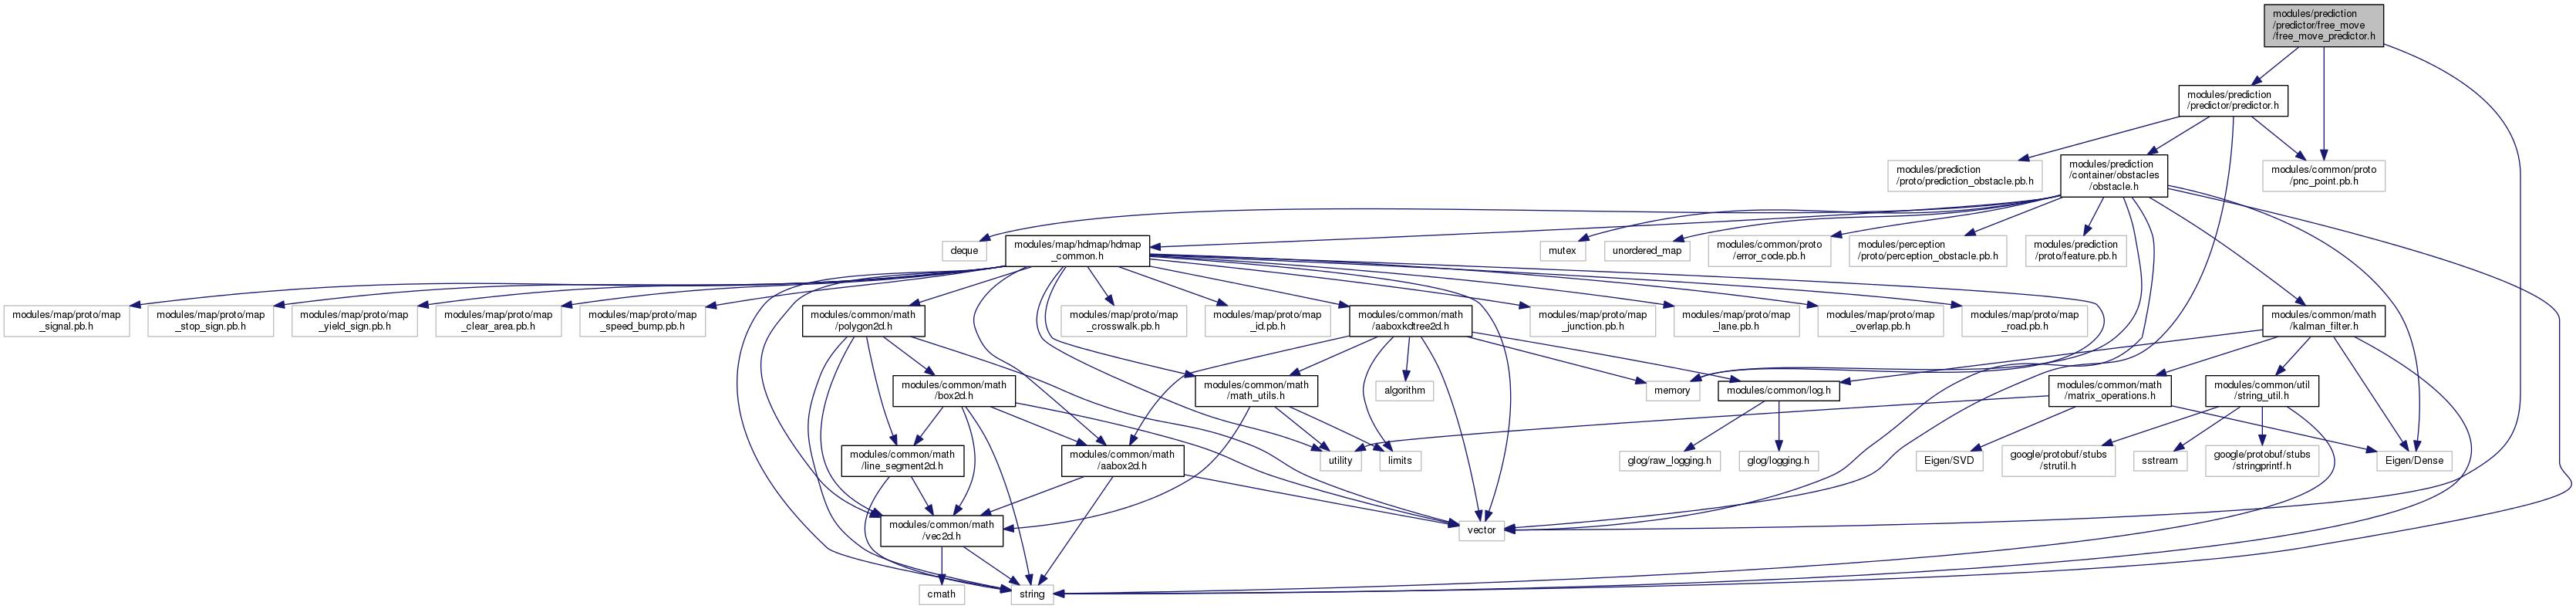 modules/prediction
/predictor/free_move
/free_move_predictor.h
modules/prediction
/predictor/predictor.h
modules/prediction
/proto/prediction_obstacle.pb.h
modules/prediction
/container/obstacles
/obstacle.h
modules/common/proto
/pnc_point.pb.h
deque
modules/map/hdmap/hdmap
_common.h
mutex
unordered_map
modules/common/proto
/error_code.pb.h
modules/perception
/proto/perception_obstacle.pb.h
modules/prediction
/proto/feature.pb.h
modules/map/proto/map
_signal.pb.h
modules/map/proto/map
_stop_sign.pb.h
modules/map/proto/map
_yield_sign.pb.h
modules/map/proto/map
_clear_area.pb.h
modules/map/proto/map
_speed_bump.pb.h
modules/common/math
/polygon2d.h
modules/map/proto/map
_crosswalk.pb.h
modules/map/proto/map
_id.pb.h
modules/common/math
/aaboxkdtree2d.h
modules/map/proto/map
_junction.pb.h
modules/map/proto/map
_lane.pb.h
modules/map/proto/map
_overlap.pb.h
modules/map/proto/map
_road.pb.h
modules/common/math
/kalman_filter.h
modules/common/math
/box2d.h
modules/common/math
/math_utils.h
algorithm
memory
modules/common/log.h
modules/common/math
/matrix_operations.h
modules/common/util
/string_util.h
modules/common/math
/line_segment2d.h
modules/common/math
/aabox2d.h
utility
limits
glog/raw_logging.h
glog/logging.h
Eigen/SVD
google/protobuf/stubs
/strutil.h
sstream
google/protobuf/stubs
/stringprintf.h
Eigen/Dense
modules/common/math
/vec2d.h
vector
cmath
string